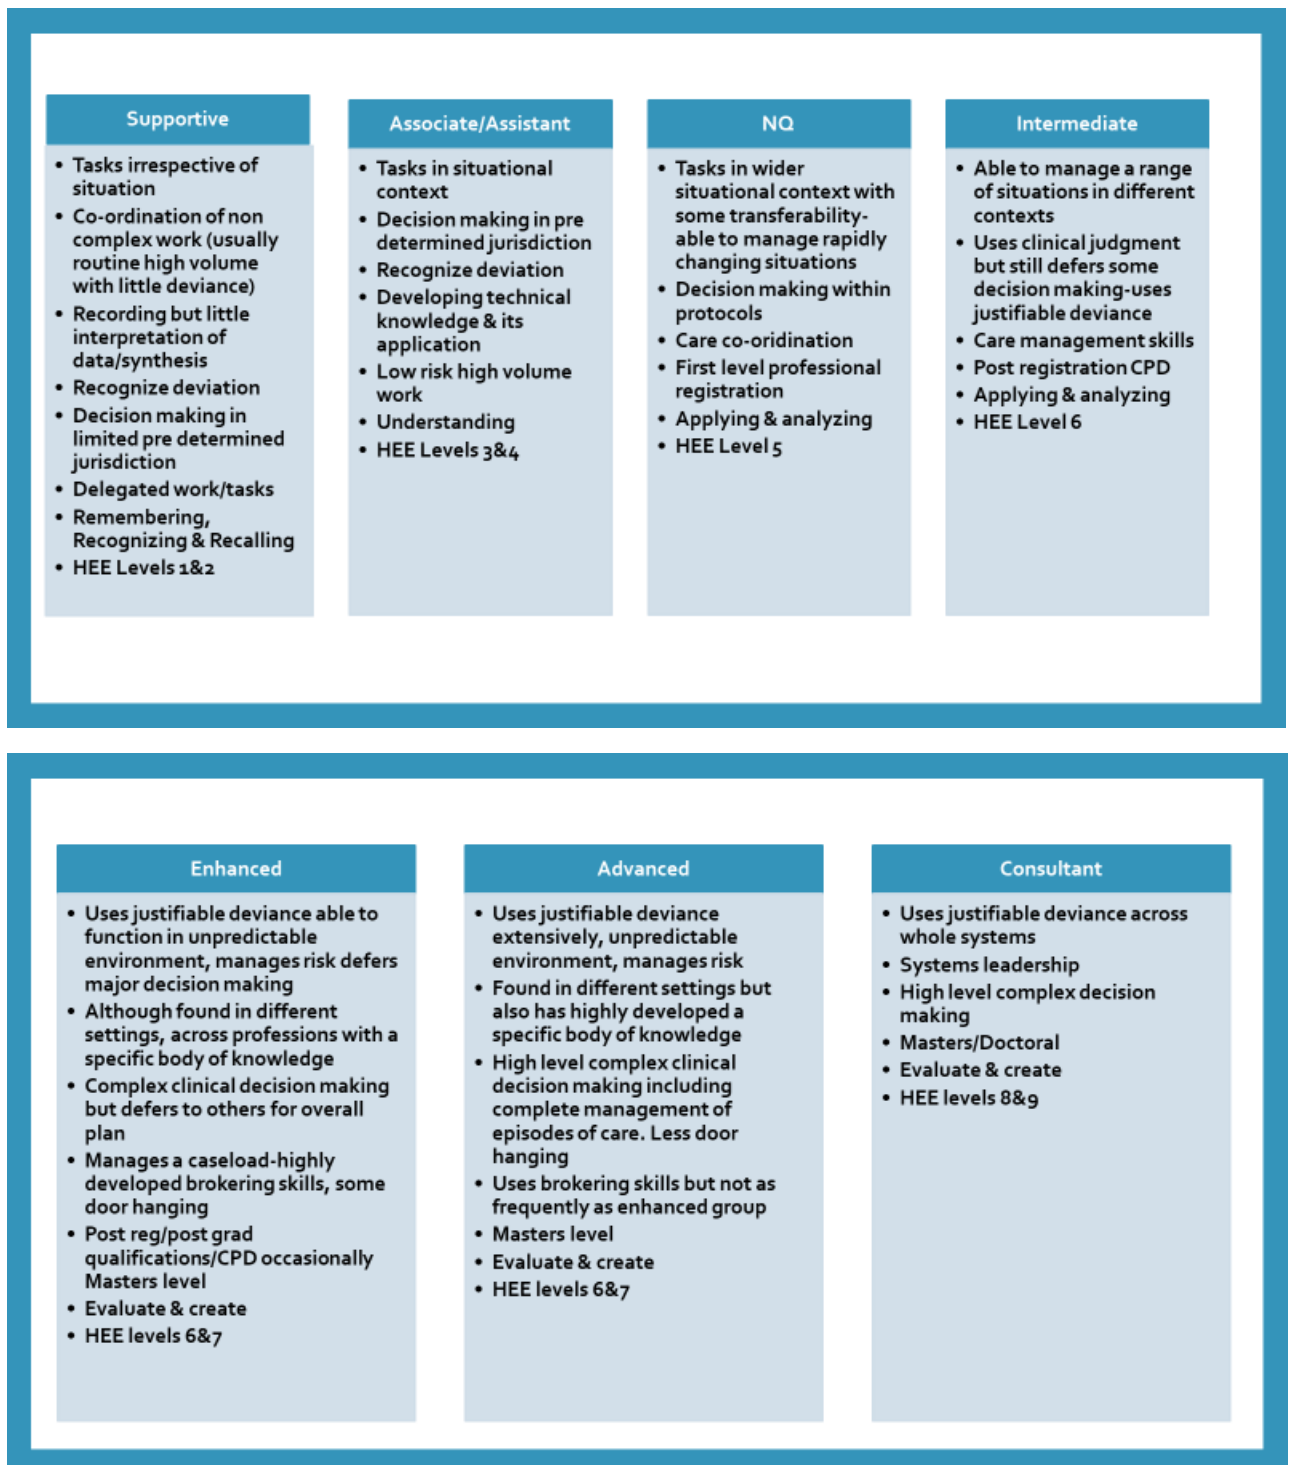 Supportive
• Tasks irrespective of
situation
• Co-ordination of non
complex work (usually
routine high volume
with little deviance)
• Recording but little
interpretation of
data/synthesis
• Recognize deviation
• Decision making in
limited pre determined
jurisdiction
• Delegated work/tasks
• Remembering,
Recognizing & Recalling
• HEE Levels 1&2
Associate/Assistant
• Tasks in situational
context
• Decision making in pre
determined jurisdiction
• Recognize deviation
• Developing technical
knowledge & its
application
• Low risk high volume
work
• Understanding
• HEE Levels 3&4
NQ
• Tasks in wider
situational context with
some transferability-
able to manage rapidly
changing situations
• Decision making within
protocols
• Care co-oridination
• First level professional
registration
• Applying & analyzing
• HEE Level 5
Intermediate
• Able to manage a range
of situations in different
contexts
• Uses clinical judgment
but still defers some
decision making-uses
justifiable deviance
• Care management skills
• Post registration CPD
• Applying & analyzing
• HEE Level 6
Enhanced
• Uses justifiable deviance able to
function in unpredictable
environment, manages risk defers
major decision making
• Although found in different
settings, across professions with a
specific body of knowledge
• Complex clinical decision making
but defers to others for overall
plan
• Manages a caseload-highly
developed brokering skills, some
door hanging
• Post reg/post grad
qualifications/CPD occasionally
Masters level
• Evaluate & create
• HEE levels 6&7
Advanced
• Uses justifiable deviance
extensively, unpredictable
environment, manages risk
• Found in different settings but
also has highly developed a
specific body of knowledge
• High level complex clinical
decision making including
complete management of
episodes of care. Less door
hanging
• Uses brokering skills but not as
frequently as enhanced group
• Masters level
• Evaluate & create
• HEE levels 6&7
Consultant
• Uses justifiable deviance across
whole systems
• Systems leadership
• High level complex decision
making
• Masters/Doctoral
• Evaluate & create
• HEE levels 8&9